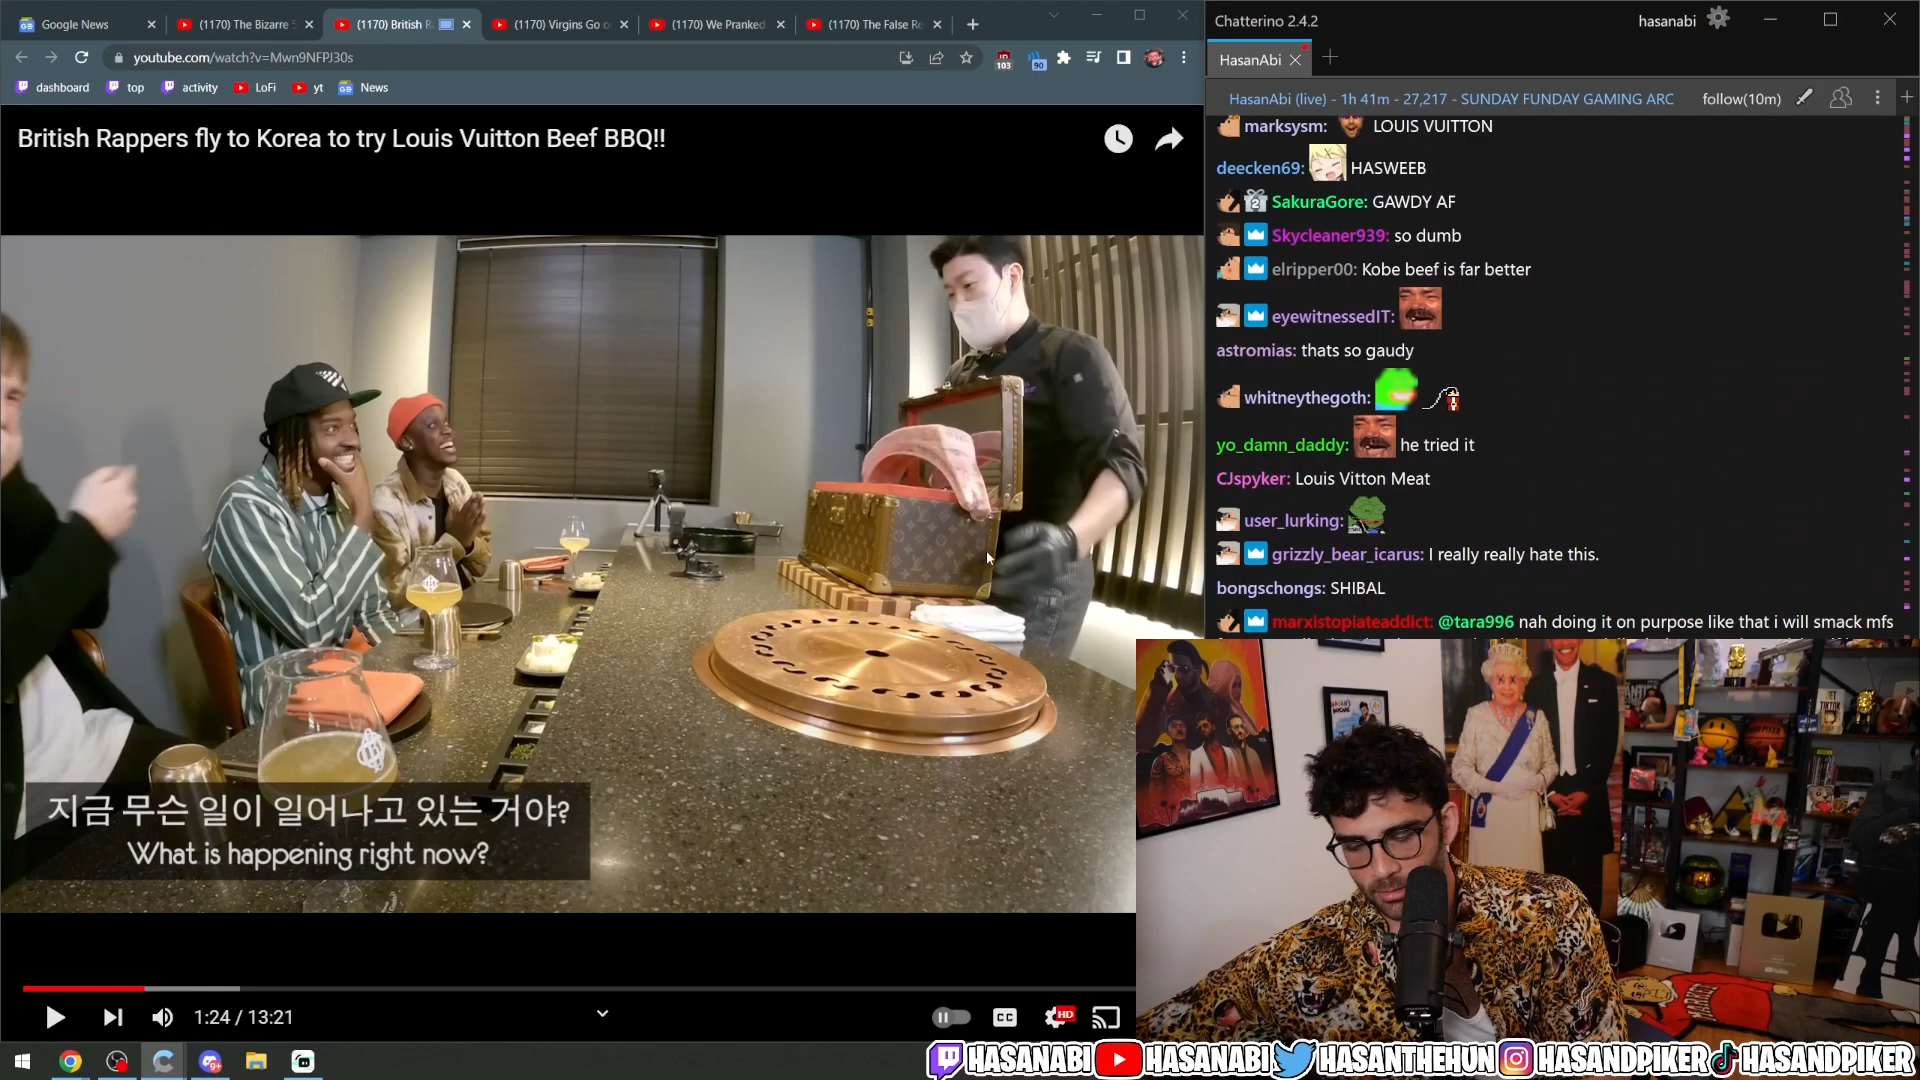 Google News
(1170) The Bizarre
(1170) British R
(1170) Virgins Go o
(1170) We Pranked
(1170) The False Re
youtube.com/watch?v=Mwn9NFPJ30s
103
90
dashboard
top
activity
LoFi
yt
News
British Rappers fly to Korea to try Louis Vuitton Beef BBQ!!
지금 무슨 일이 일어나고 있는 거야?
What is happening right now?
1:24 / 13:21
CC
HD
Chatterino 2.4.2
hasanabi
HasanAbi
HasanAbi (live) - 1h 41m - 27,217 - SUNDAY FUNDAY GAMING ARC
follow(10m)
marksysm: LOUIS VUITTON
deecken69: HASWEEB
2 SakuraGore: GAWDY AF
Skycleaner939: so dumb
elripper00: Kobe beef is far better
eyewitnessedIT:
astromias: thats so gaudy
whitneythegoth:
yo_damn_daddy: he tried it
CJspyker: Louis Vitton Meat
user_lurking:
grizzly_bear_icarus: I really really hate this.
bongschongs: SHIBAL
marxistopiateaddict: @tara996 nah doing it on purpose like that i will smack mfs
HASANABI HASANABI HASANTHEHUN HASANDPIKER HASANDPIKER